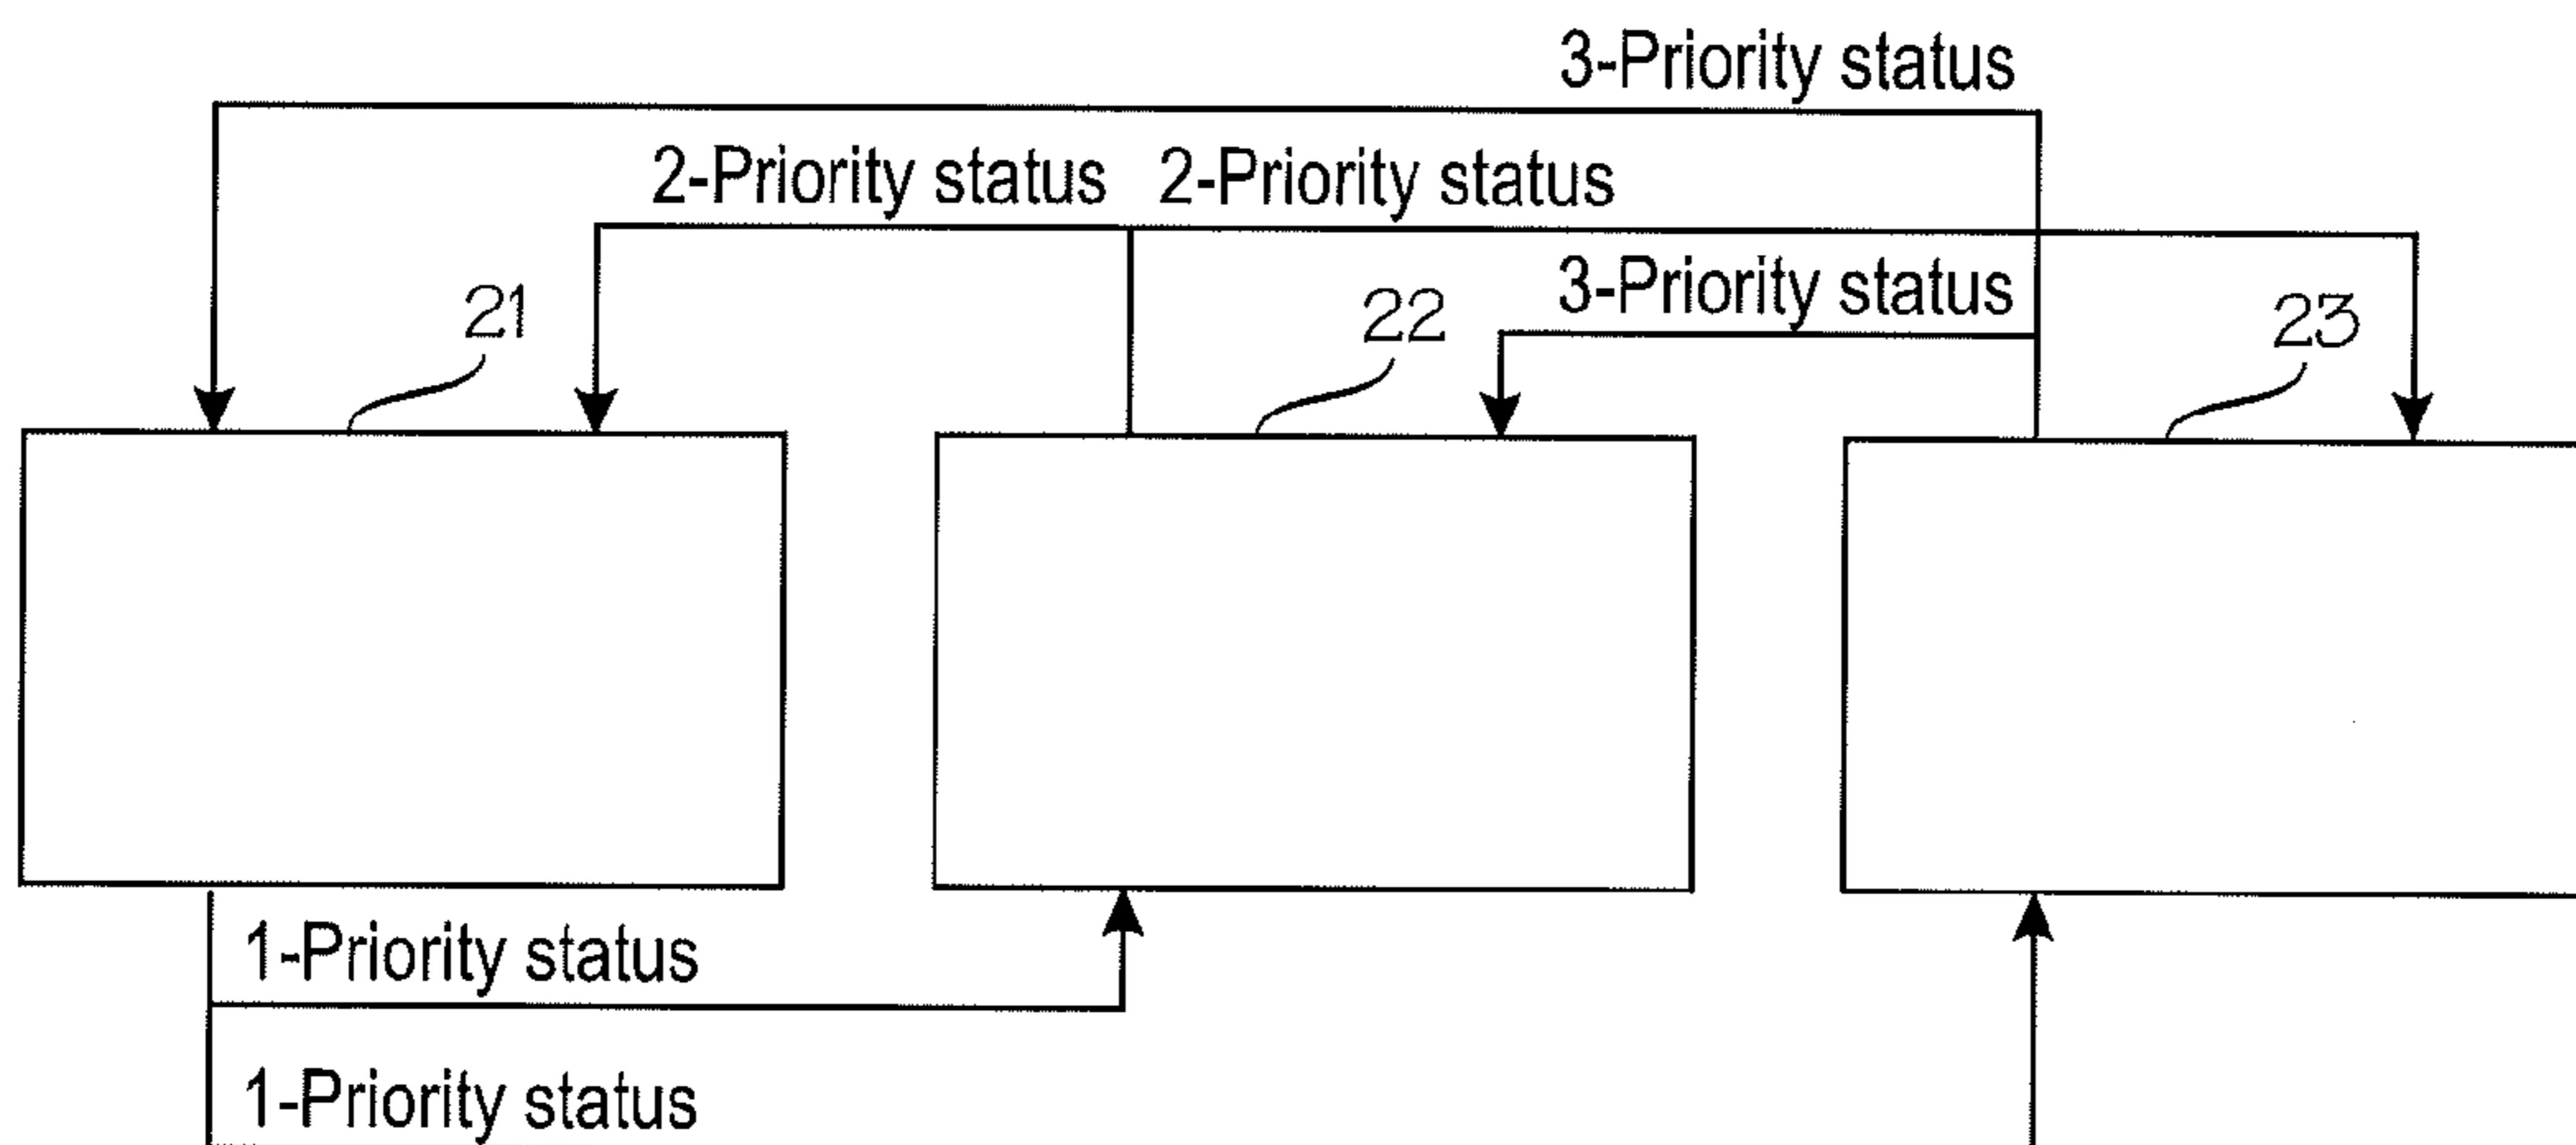 3-Priority status
2-Priority status 2-Priority status
3-Priority status
21
22
23
1-Priority status
1-Priority status